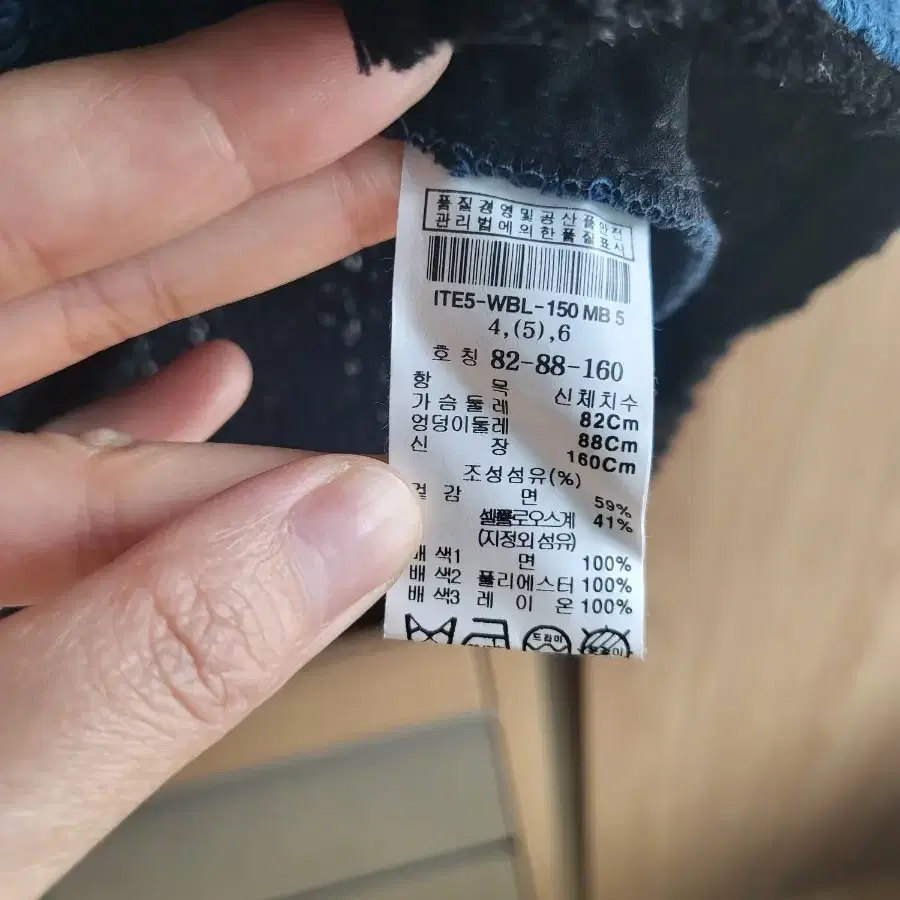 품질경영및공산품안전
관리법에의한품질표시
ITE5-WBL-150 MB 5
4,(5),6
호 칭 82-88-160
항 목 신체치수
가슴둘레 82Cm
엉덩이둘레 88Cm
신 장 160Cm
조성섬유(%)
겉 감 면 59%
셀룰로오스계 41%
(지정외 섬유)
배 색1 면 100%
배 색2 폴리에스터 100%
배 색3 레 이 온 100%
드라이